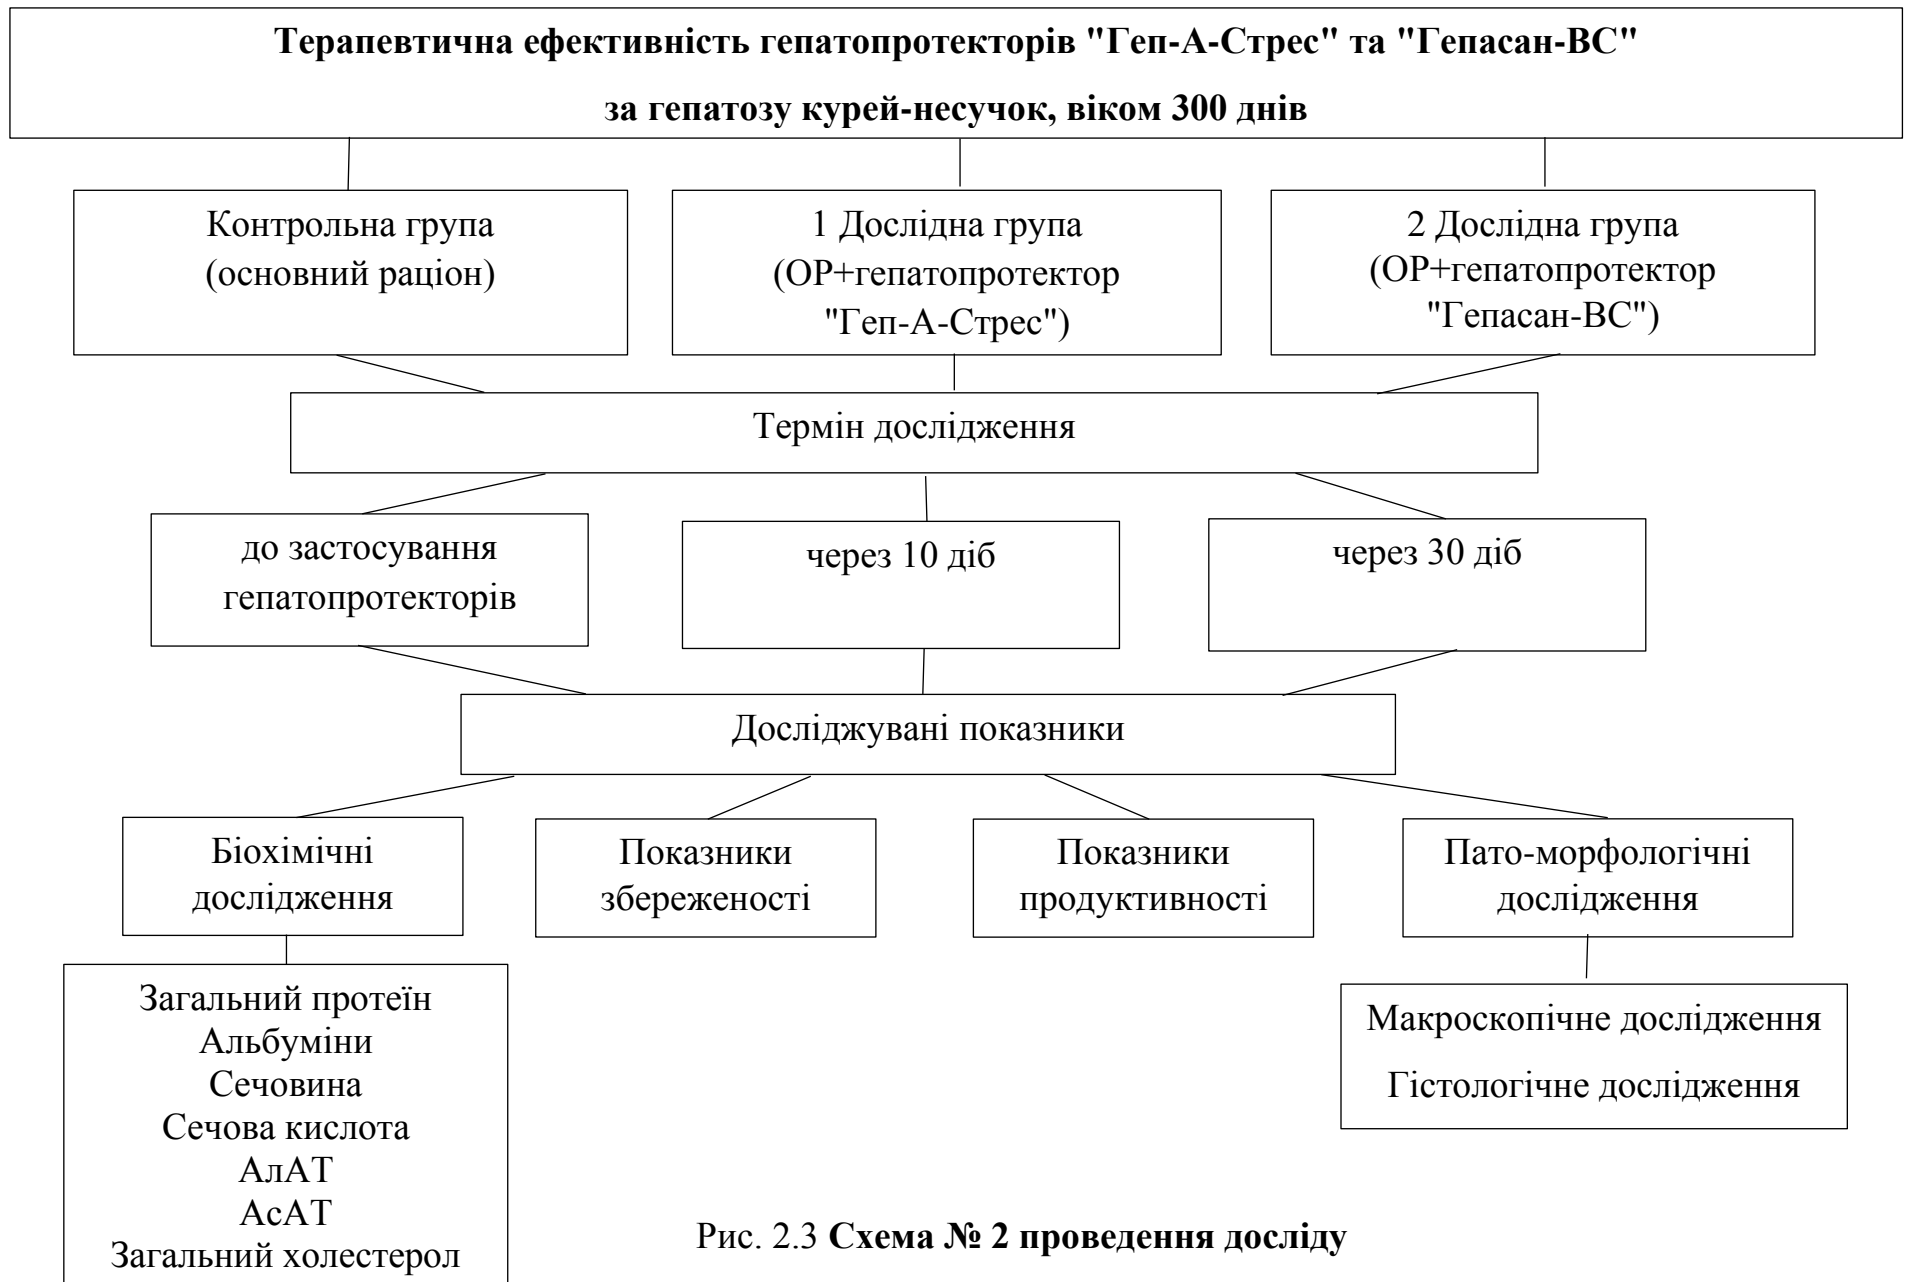 Терапевтична ефективність гепатопротекторів "Геп-А-Стрес" та "Гепасан-ВС"
за гепатозу курей-несучок, віком 300 днів
Контрольна група
(основний раціон)
1 Дослідна група
(ОР+гепатопротектор
"Геп-А-Стрес")
2 Дослідна група
(ОР+гепатопротектор
"Гепасан-ВС")
Термін дослідження
до застосування
гепатопротекторів
через 10 діб
через 30 діб
Досліджувані показники
Біохімічні
дослідження
Показники
збереженості
Показники
продуктивності
Пато-морфологічні
дослідження
Загальний протеїн
Альбуміни
Сечовина
Сечова кислота
АлАТ
АсАТ
Загальний холестерол
Макроскопічне дослідження
Гістологічне дослідження
Рис. 2.3 Схема № 2 проведення досліду